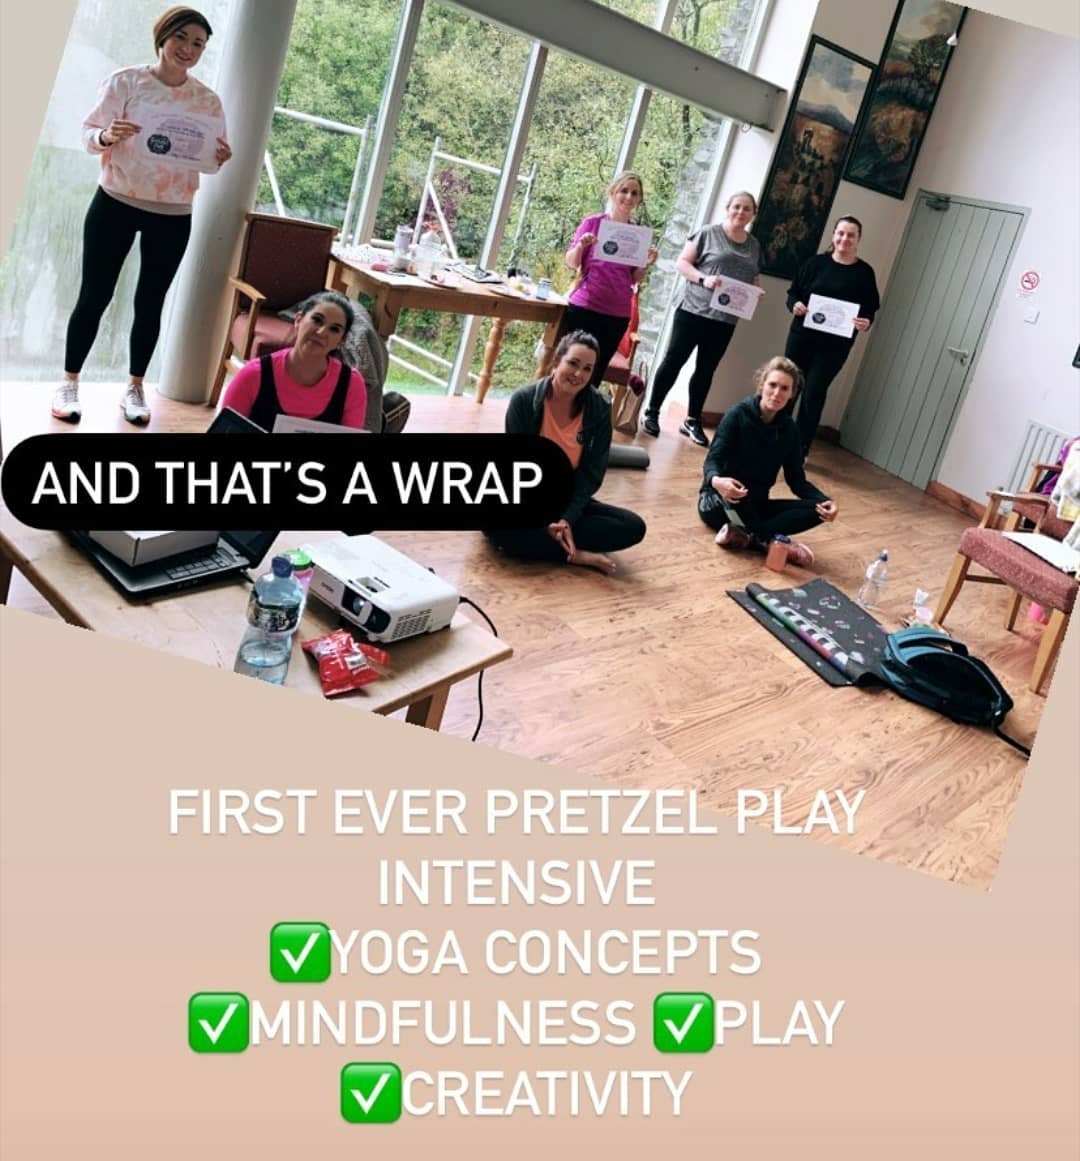 AND THAT'S A WRAP
FIRST EVER PRETZEL PLAY
INTENSIVE
✅YOGA CONCEPTS
✅MINDFULNESS ✅PLAY
✅CREATIVITY